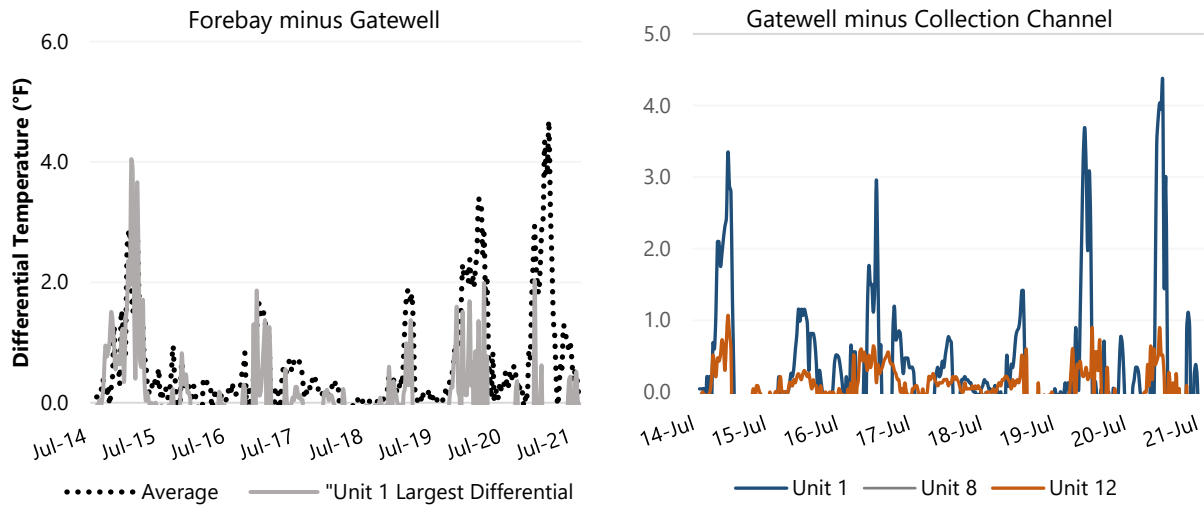 Forebay minus Gatewell
Differential Temperature (°F)
6.0
4.0
2.0
0.0
Jul-14
Jul-15
Jul-16
Jul-17
Jul-18
Jul-19
Jul-20
Jul-21
Average
"Unit 1 Largest Differential
Gatewell minus Collection Channel
5.0
4.0
3.0
2.0
1.0
0.0
14-Jul
15-Jul
16-Jul
17-Jul
18-Jul
19-Jul
20-Jul
21-Jul
Unit 1
Unit 8
Unit 12